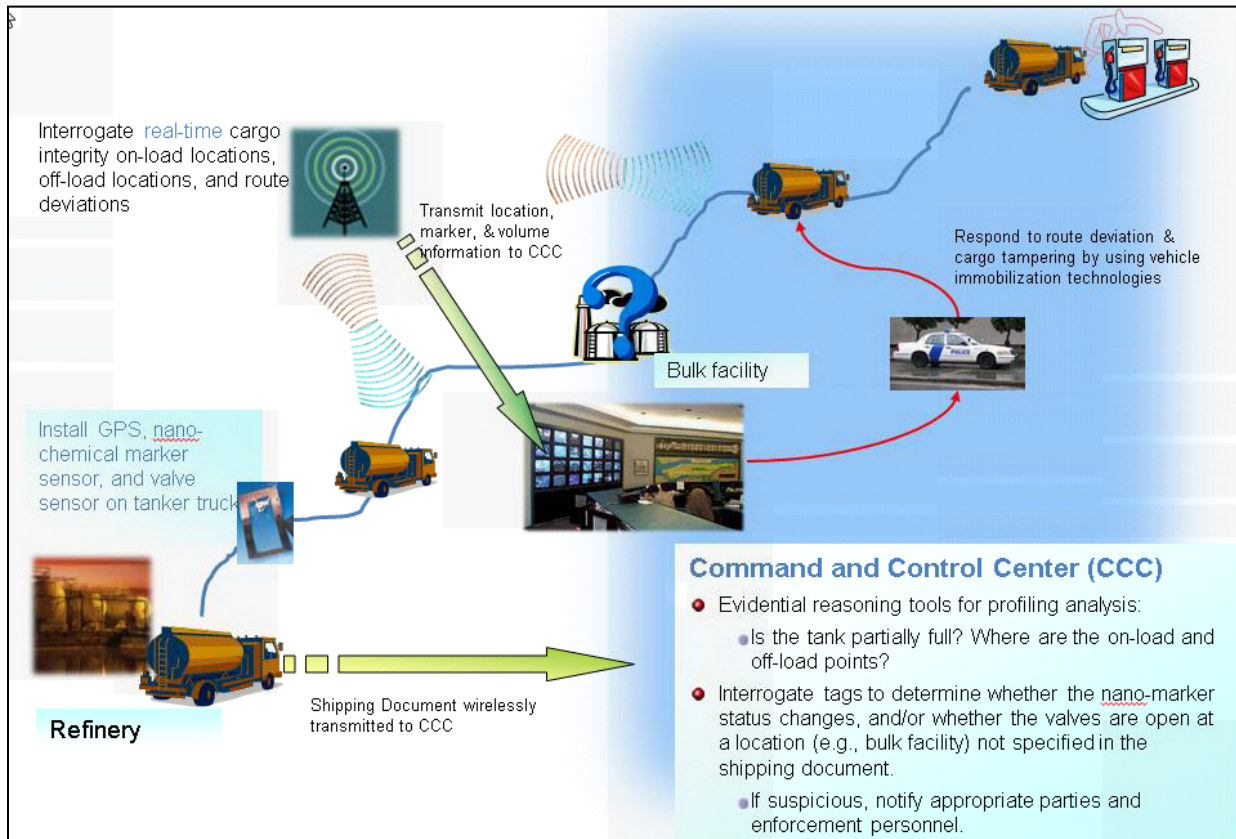 Interrogate real-time cargo
integrity on-load locations,
off-load locations, and route
deviations
Transmit location,
marker, & volume
information to CCC
Respond to route deviation &
cargo tampering by using vehicle
immobilization technologies
POLICE
?
Bulk facility
Install GPS, nano-
chemical marker
sensor, and valve
sensor on tanker truck
Refinery
Shipping Document wirelessly
transmitted to CCC
Command and Control Center (CCC)
Evidential reasoning tools for profiling analysis:
Is the tank partially full? Where are the on-load and
off-load points?
Interrogate tags to determine whether the nano-marker
status changes, and/or whether the valves are open at
a location (e.g., bulk facility) not specified in the
shipping document.
If suspicious, notify appropriate parties and
enforcement personnel.